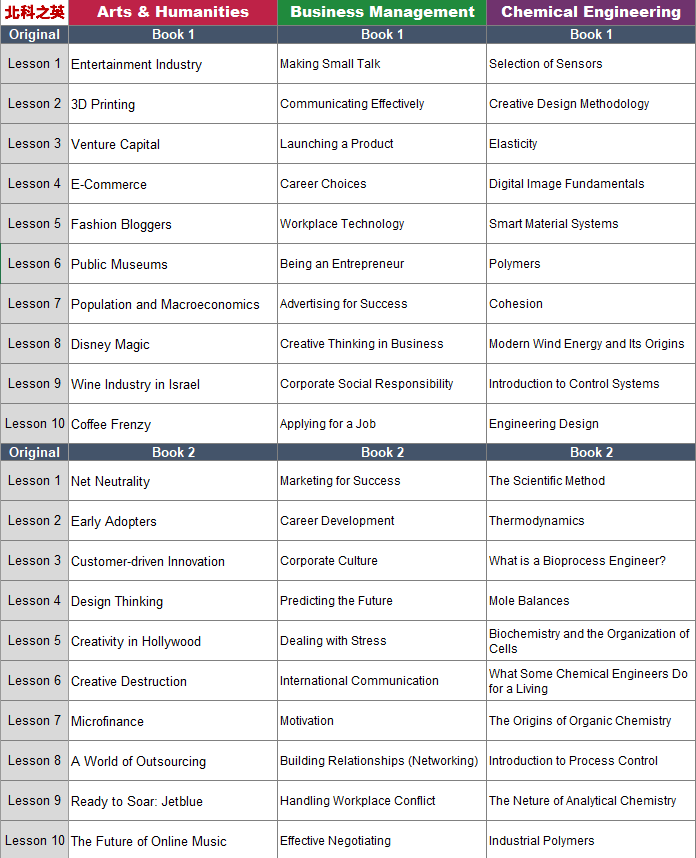 北科之英 Arts & Humanities Business Management Chemical Engineering
Original Book 1 Book 1 Book 1
Lesson 1 Entertainment Industry Making Small Talk Selection of Sensors
Lesson 2 3D Printing Communicating Effectively Creative Design Methodology
Lesson 3 Venture Capital Launching a Product Elasticity
Lesson 4 E-Commerce Career Choices Digital Image Fundamentals
Lesson 5 Fashion Bloggers Workplace Technology Smart Material Systems
Lesson 6 Public Museums Being an Entrepreneur Polymers
Lesson 7 Population and Macroeconomics Advertising for Success Cohesion
Lesson 8 Disney Magic Creative Thinking in Business Modern Wind Energy and Its Origins
Lesson 9 Wine Industry in Israel Corporate Social Responsibility Introduction to Control Systems
Lesson 10 Coffee Frenzy Applying for a Job Engineering Design
Original Book 2 Book 2 Book 2
Lesson 1 Net Neutrality Marketing for Success The Scientific Method
Lesson 2 Early Adopters Career Development Thermodynamics
Lesson 3 Customer-driven Innovation Corporate Culture What is a Bioprocess Engineer?
Lesson 4 Design Thinking Predicting the Future Mole Balances
Lesson 5 Creativity in Hollywood Dealing with Stress Biochemistry and the Organization of
Cells
Lesson 6 Creative Destruction International Communication What Some Chemical Engineers Do
for a Living
Lesson 7 Microfinance Motivation The Origins of Organic Chemistry
Lesson 8 A World of Outsourcing Building Relationships (Networking) Introduction to Process Control
Lesson 9 Ready to Soar: Jetblue Handling Workplace Conflict The Neture of Analytical Chemistry
Lesson 10 The Future of Online Music Effective Negotiating Industrial Polymers